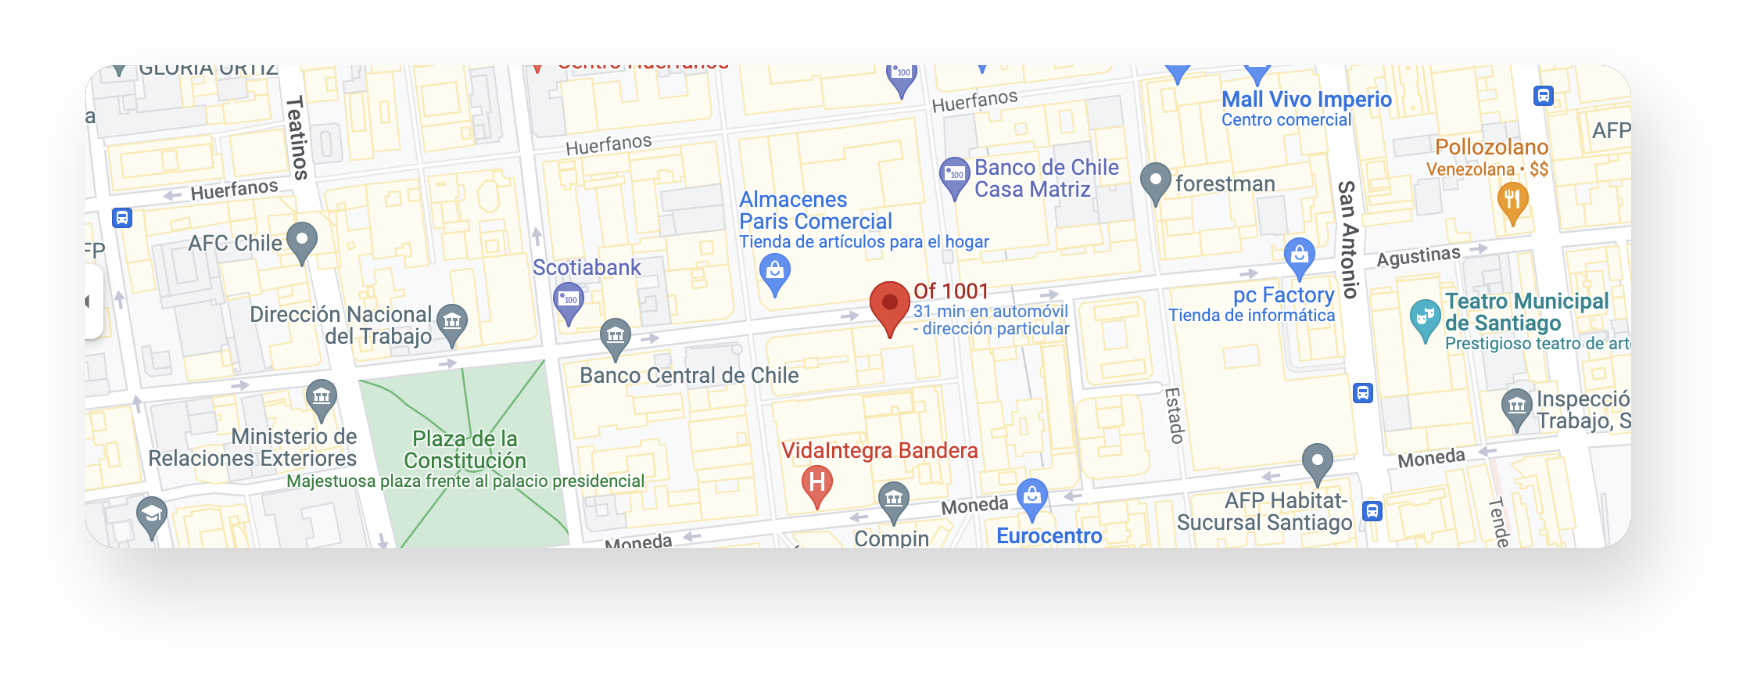 GLORIA ORTIZ
Centro Huérfanos
Teatinos
a
Huerfanos
Huerfanos
Huerfanos
100
Mall Vivo Imperio
Centro comercial
AFP
Pollozolano
Venezolana • $$
Banco de Chile
Casa Matriz
100
forestman
San Antonio
Almacenes
Paris Comercial
Tienda de artículos para el hogar
AFC Chile
FP
Scotiabank
100
Agustinas
Of 1001
31 min en automóvil
- dirección particular
pc Factory
Tienda de informática
Teatro Municipal
de Santiago
Prestigioso teatro de art
Dirección Nacional
del Trabajo
Banco Central de Chile
Estado
Inspecció
Trabajo, S
Ministerio de
Relaciones Exteriores
Plaza de la
Constitución
Majestuosa plaza frente al palacio presidencial
VidaIntegra Bandera
H
Moneda
Moneda
Moneda
AFP Habitat-
Sucursal Santiago
Compin
Eurocentro
Tende